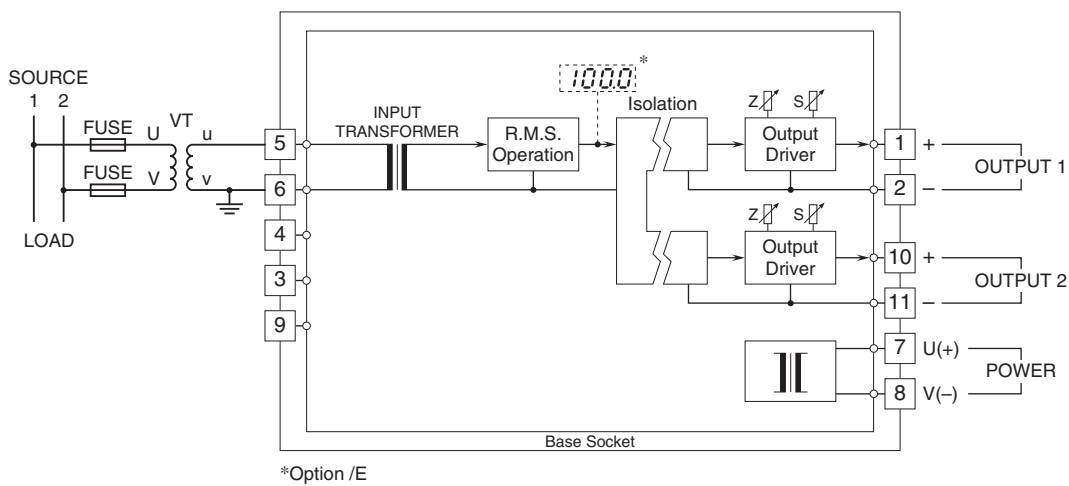 SOURCE
1 2
FUSE
U VT u
FUSE
V v
LOAD
5
6
4
3
9
INPUT
TRANSFORMER
R.M.S.
Operation
100.0 *
Isolation
Z S
Output
Driver
Z S
Output
Driver
1 +
2 –
OUTPUT 1
10 +
11 –
OUTPUT 2
7 U(+)
8 V(–)
POWER
Base Socket
*Option /E